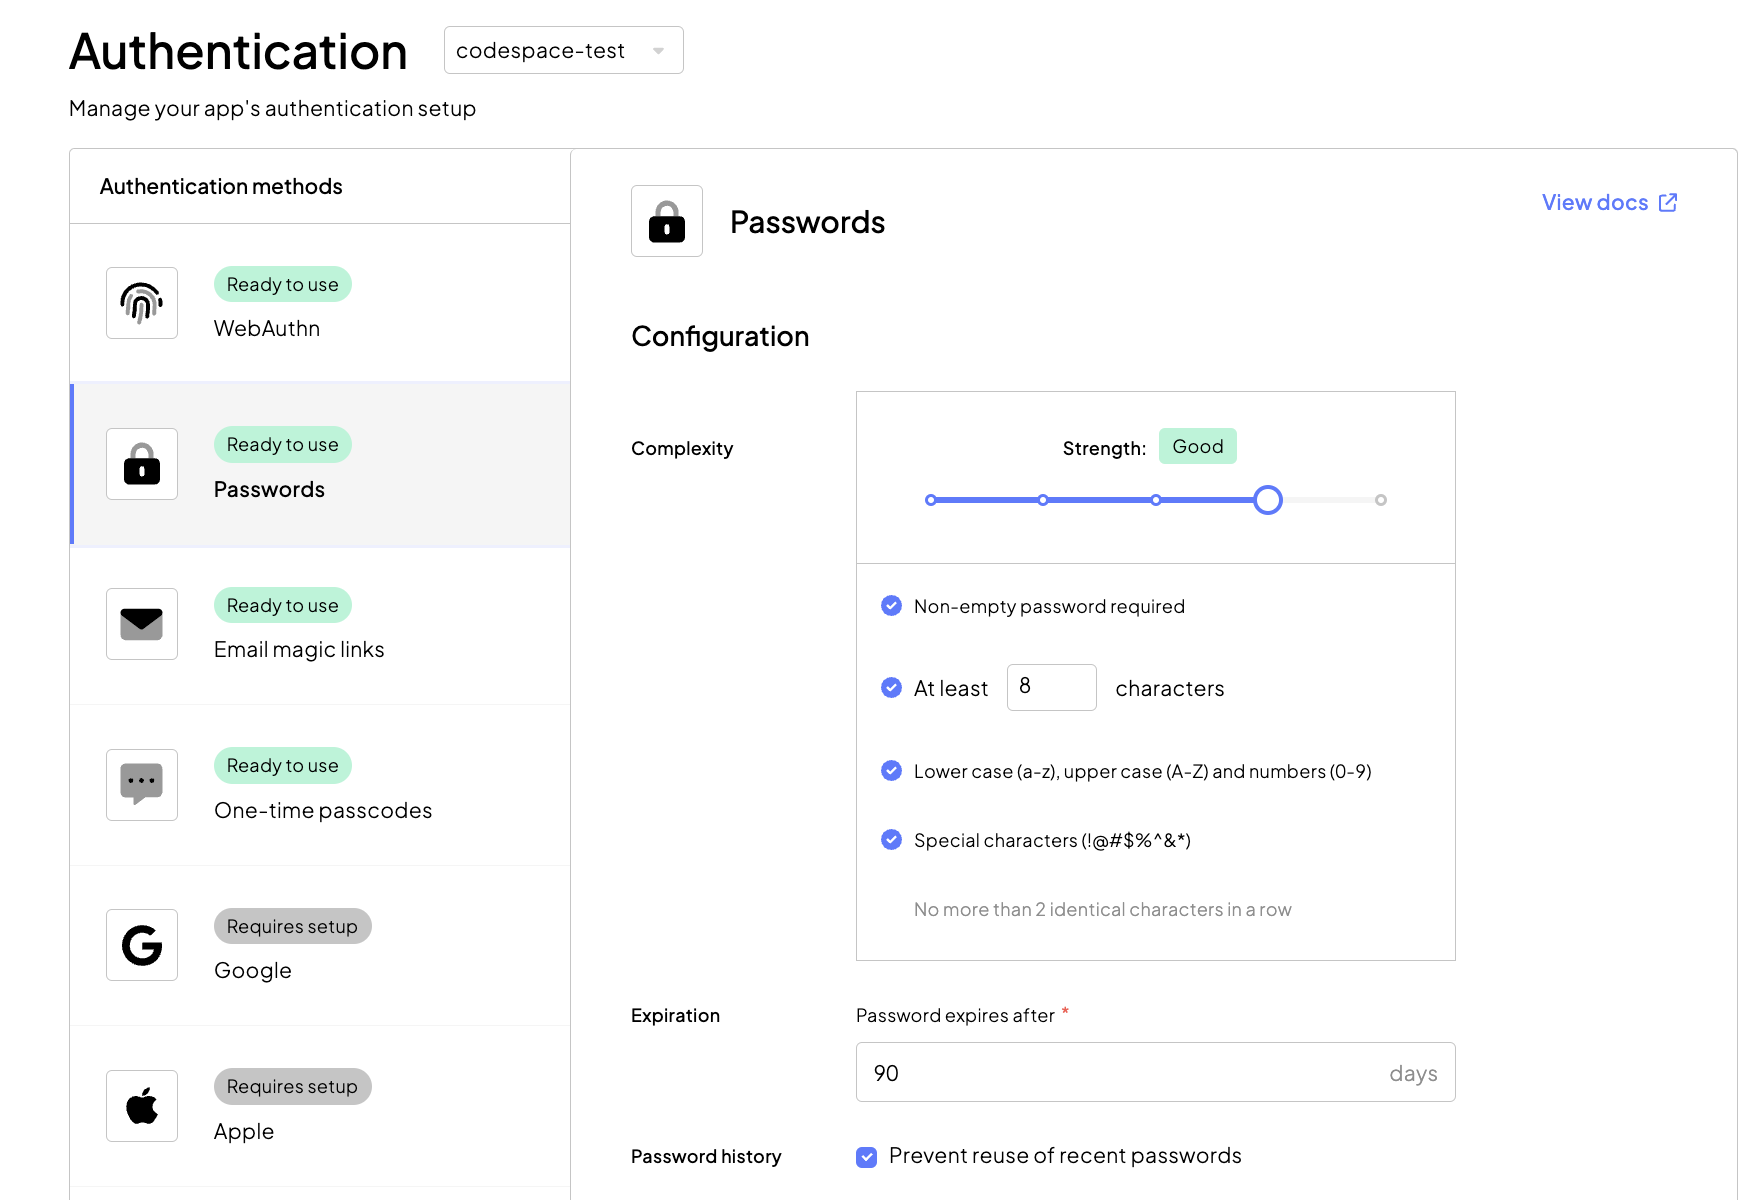 Authentication
codespace-test
Manage your app's authentication setup
Authentication methods
Ready to use
WebAuthn
Ready to use
Passwords
Ready to use
Email magic links
Ready to use
One-time passcodes
Requires setup
Google
Requires setup
Apple
Passwords
View docs
Configuration
Complexity
Strength: Good
Non-empty password required
At least 8 characters
Lower case (a-z), upper case (A-Z) and numbers (0-9)
Special characters (!@#$%^&*)
No more than 2 identical characters in a row
Expiration
Password expires after *
90 days
Password history
Prevent reuse of recent passwords